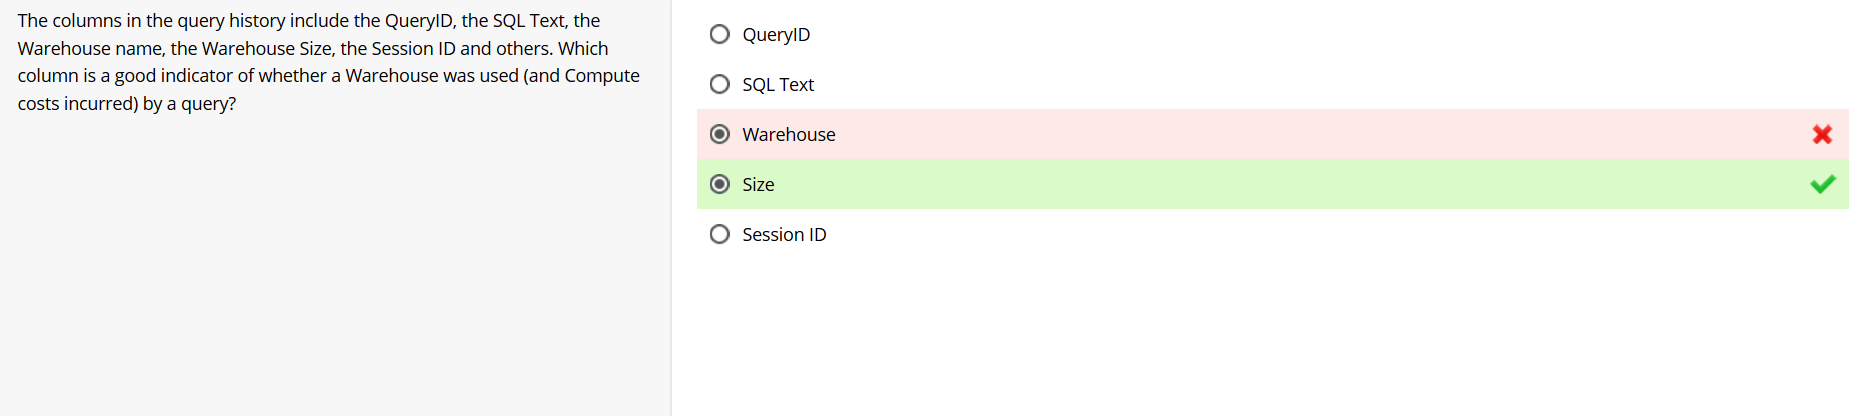 The columns in the query history include the QueryID, the SQL Text, the
Warehouse name, the Warehouse Size, the Session ID and others. Which
column is a good indicator of whether a Warehouse was used (and Compute
costs incurred) by a query?
QueryID
SQL Text
Warehouse
Size
Session ID